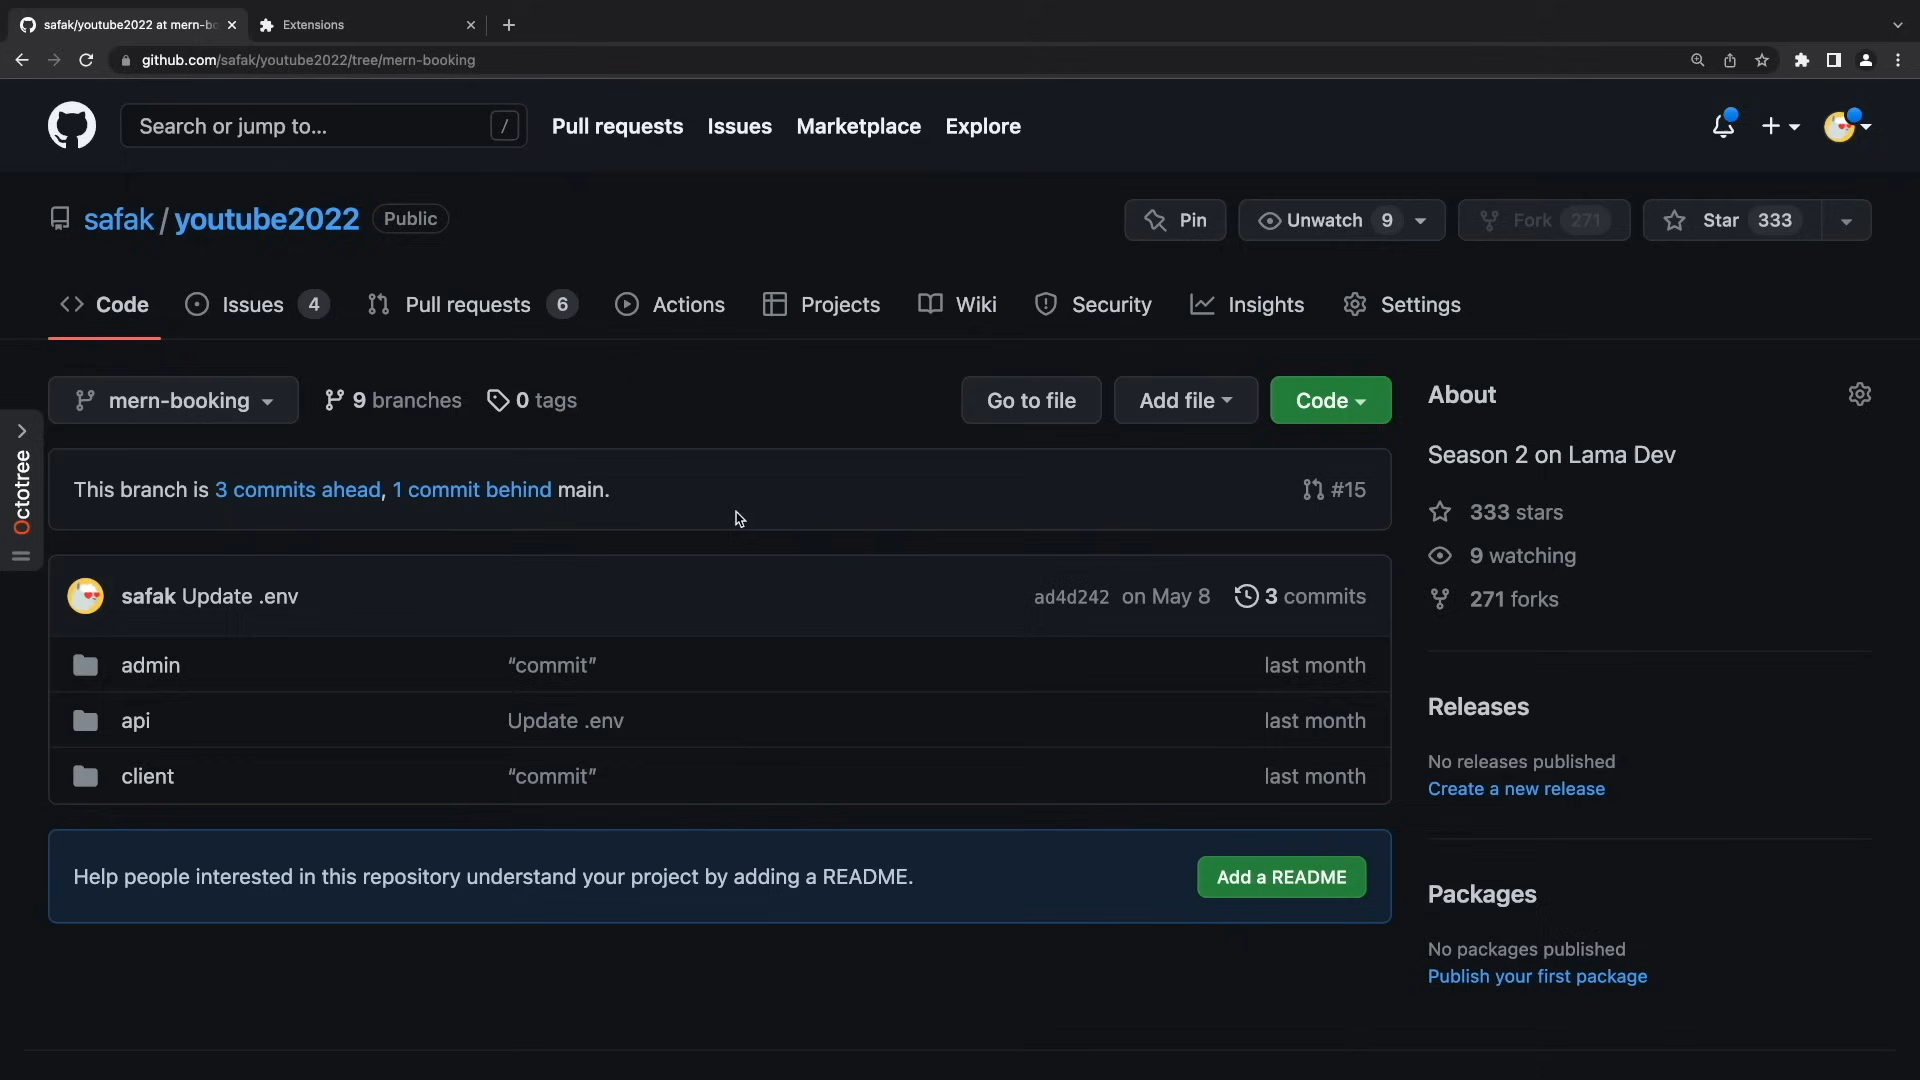 safak/youtube2022 at mern-bo
Extensions
github.com/safak/youtube2022/tree/mern-booking
Search or jump to...
/
Pull requests
Issues
Marketplace
Explore
safak / youtube2022
Public
Pin
Unwatch 9
Fork 271
Star 333
Code
Issues 4
Pull requests 6
Actions
Projects
Wiki
Security
Insights
Settings
mern-booking
9 branches
0 tags
Go to file
Add file
Code
This branch is 3 commits ahead, 1 commit behind main.
#15
safak Update .env
ad4d242 on May 8
3 commits
admin
“commit”
last month
api
Update .env
last month
client
“commit”
last month
Help people interested in this repository understand your project by adding a README.
Add a README
About
Season 2 on Lama Dev
333 stars
9 watching
271 forks
Releases
No releases published
Create a new release
Packages
No packages published
Publish your first package
Octotree